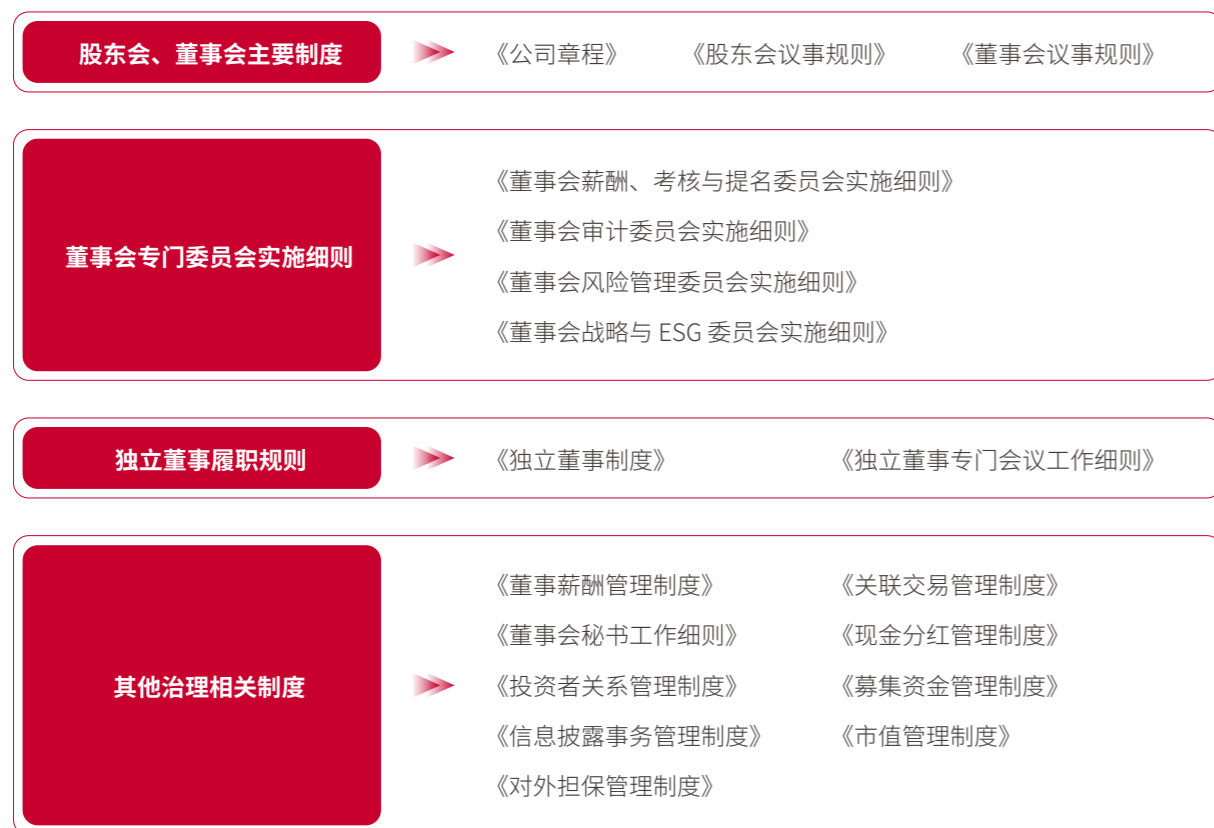 股东会、董事会主要制度
《公司章程》 《股东会议事规则》 《董事会议事规则》
董事会专门委员会实施细则
《董事会薪酬、考核与提名委员会实施细则》
《董事会审计委员会实施细则》
《董事会风险管理委员会实施细则》
《董事会战略与 ESG 委员会实施细则》
独立董事履职规则
《独立董事制度》 《独立董事专门会议工作细则》
其他治理相关制度
《董事薪酬管理制度》 《关联交易管理制度》
《董事会秘书工作细则》 《现金分红管理制度》
《投资者关系管理制度》 《募集资金管理制度》
《信息披露事务管理制度》 《市值管理制度》
《对外担保管理制度》